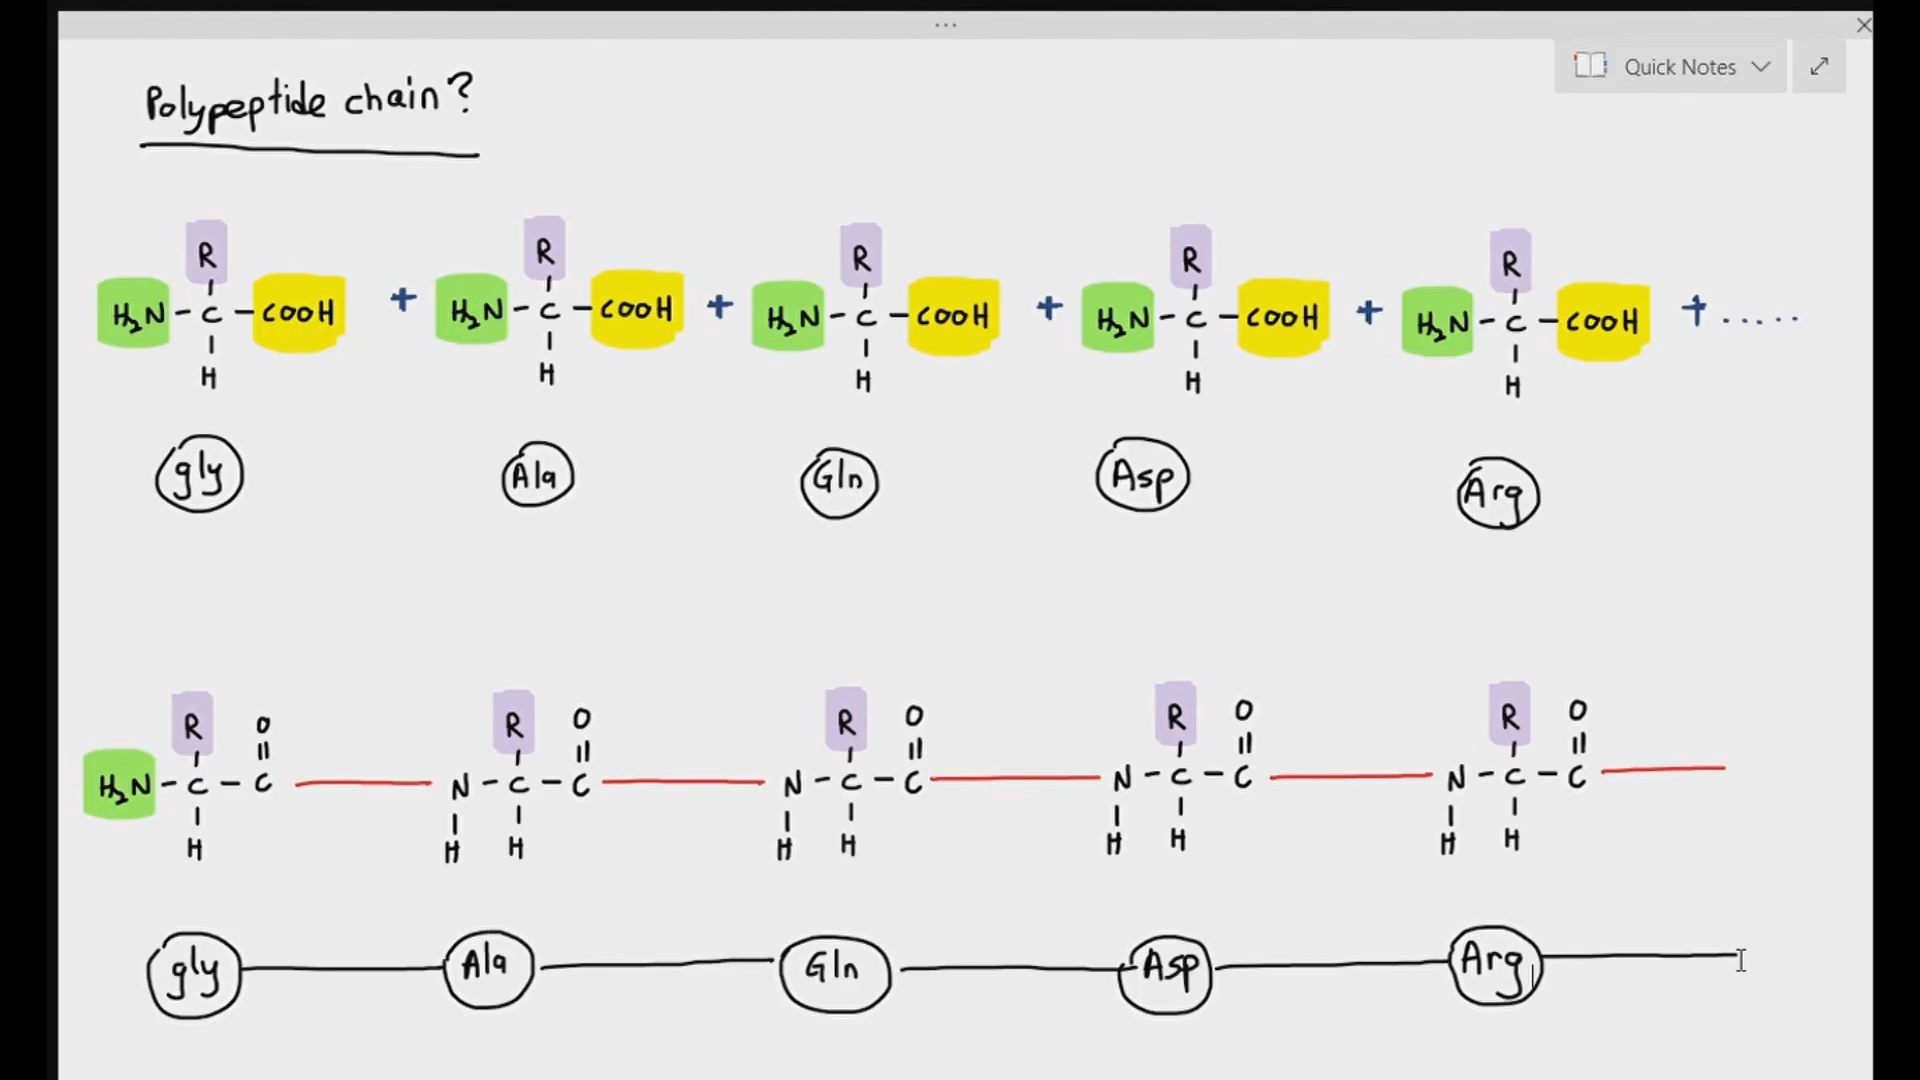 Quick Notes
Polypeptide chain?
R R R R R
H₂N - C - COOH + H₂N - C - COOH + H₂N - C - COOH + H₂N - C - COOH + H₂N - C - COOH + .....
H H H H H
gly Ala Gln Asp Arg
R O R O R O R O R O
H₂N - C - C N - C - C N - C - C N - C - C N - C - C
H H H H H H H H H
gly Ala Gln Asp Arg